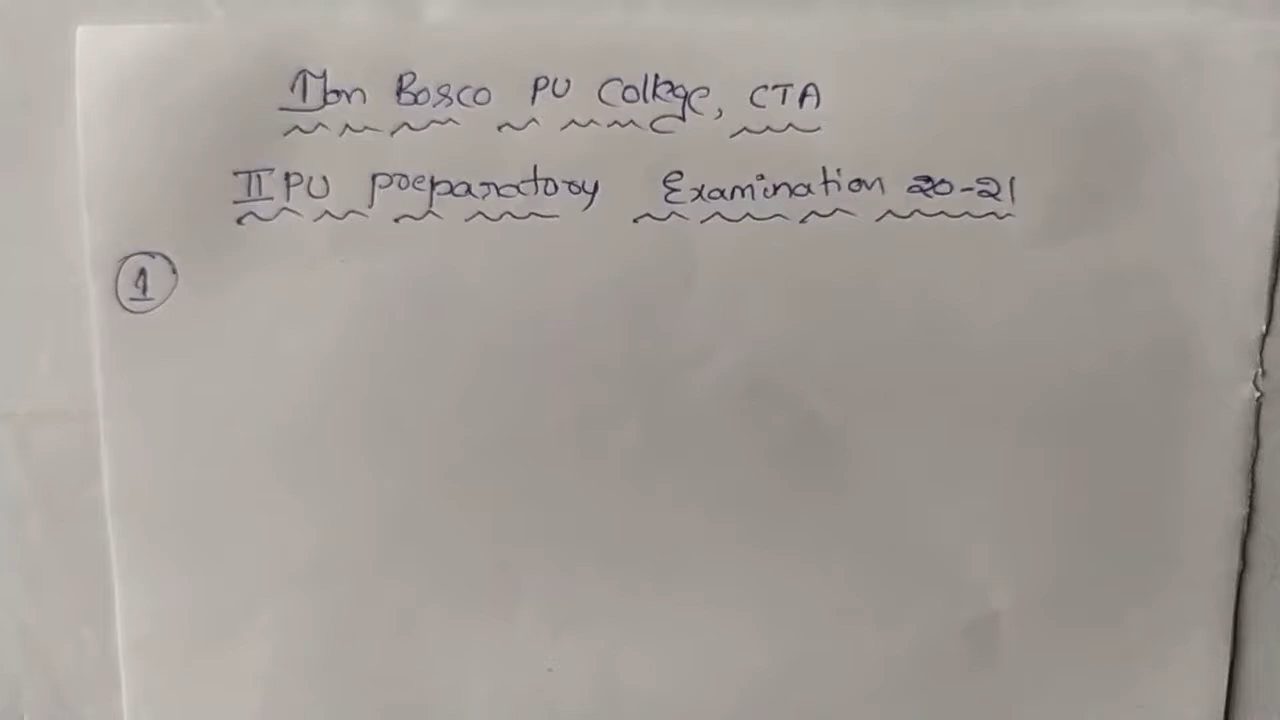 Don Bosco PU College, CTA
II PU preparatory Examination 20-21
1